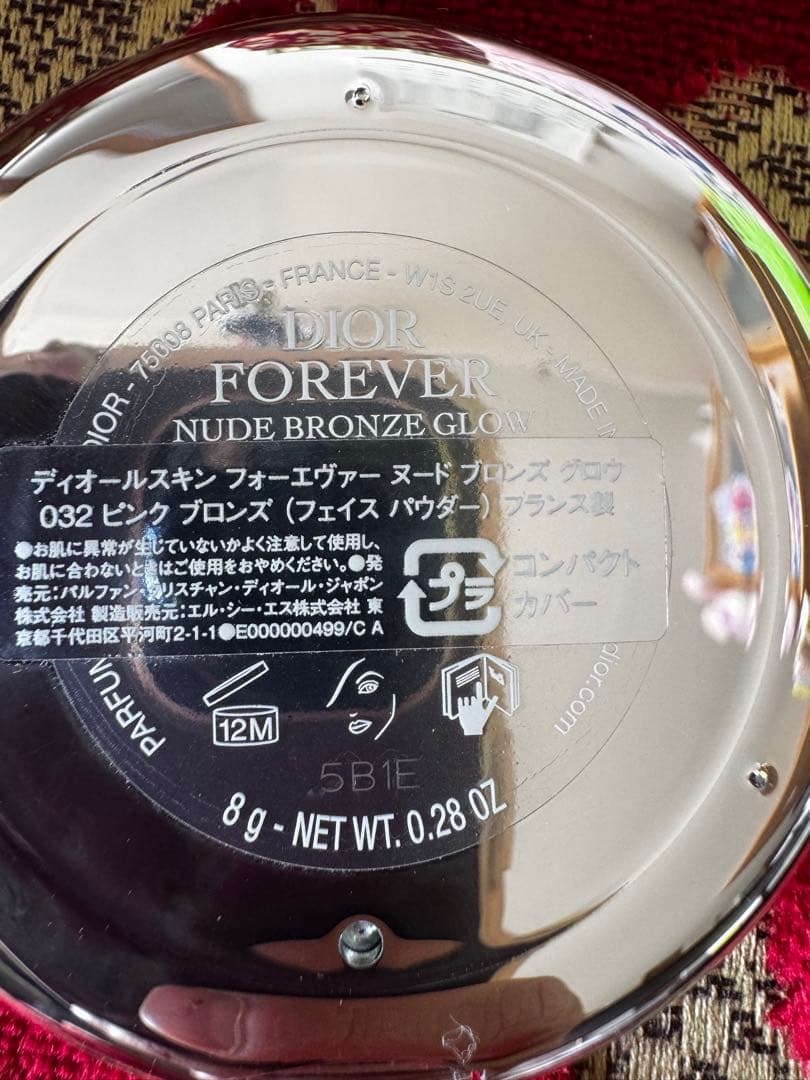 DIOR - 75008 PARIS - FRANCE - W1S 2UE, UK - MADE IN
DIOR
FOREVER
NUDE BRONZE GLOW
ディオールスキン フォーエヴァー ヌード ブロンズ グロウ
032 ピンク ブロンズ (フェイス パウダー) フランス製
●お肌に異常が生じていないかよく注意して使用し、
お肌に合わないときはご使用をおやめください。●発
売元:パルファン・クリスチャン・ディオール・ジャポン
株式会社 製造販売元:エル・シー・エス株式会社 東
京都千代田区平河町2-1-1●E000000499/C A
プラ
コンパクト
カバー
PARFUM
dior.com
12M
5B1E
8 g - NET WT. 0.28 OZ